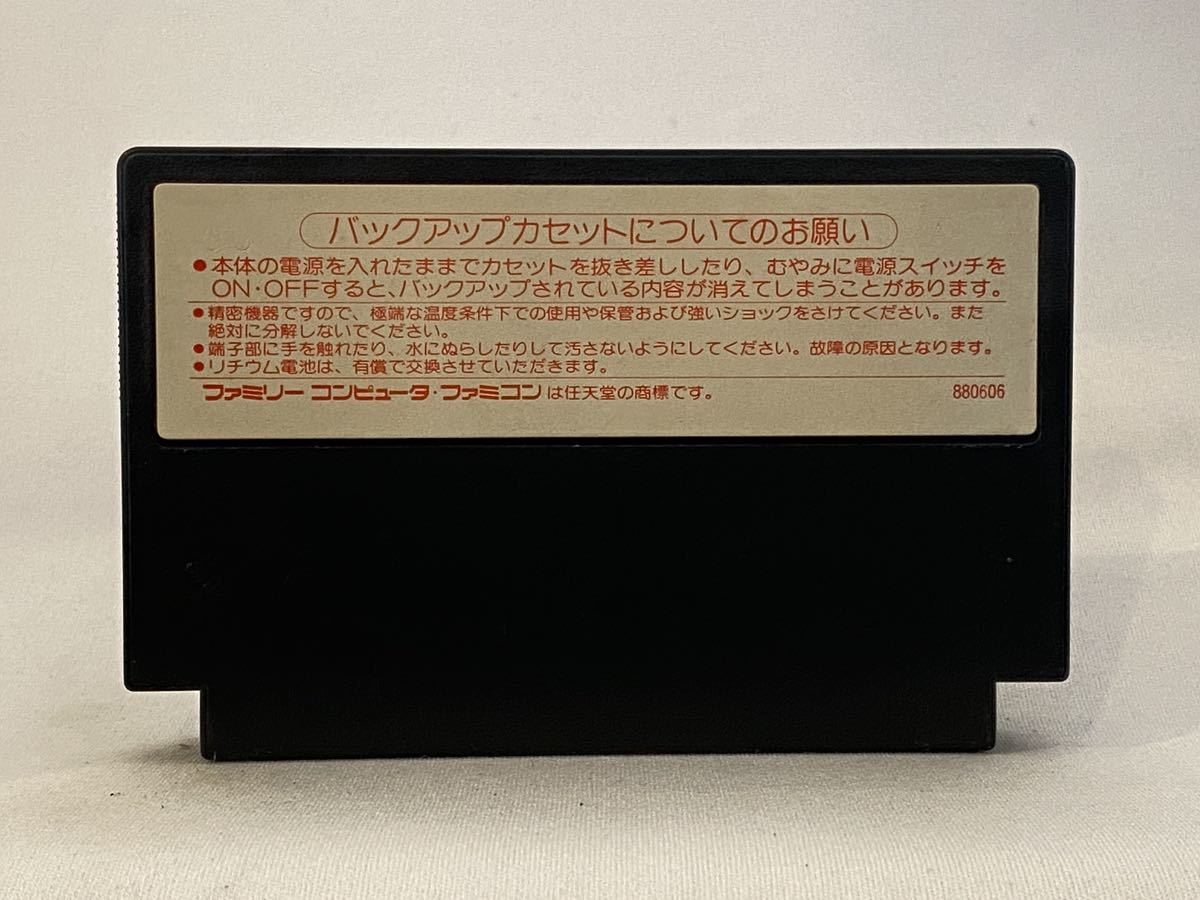 バックアップカセットについてのお願い
●本体の電源を入れたままでカセットを抜き差ししたり、むやみに電源スイッチを
ON・OFFすると、バックアップされている内容が消えてしまうことがあります。
●精密機器ですので、極端な温度条件下での使用や保管および強いショックをさけてください。また
絶対に分解しないでください。
●端子部に手を触れたり、水にぬらしたりして汚さないようにしてください。故障の原因となります。
●リチウム電池は、有償で交換させていただきます。
ファミリーコンピュータ・ファミコンは任天堂の商標です。 880606